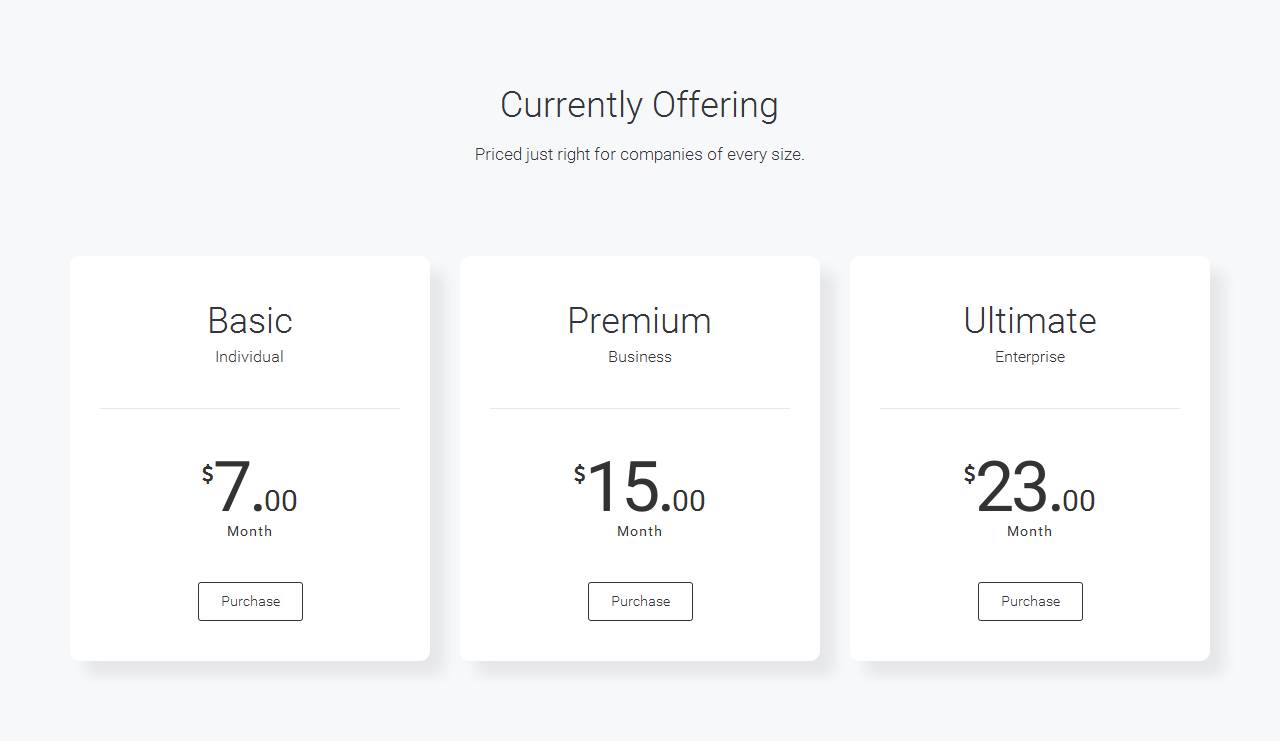 Currently Offering
Priced just right for companies of every size.
Basic
Individual
$7.00
Month
Purchase
Premium
Business
$15.00
Month
Purchase
Ultimate
Enterprise
$23.00
Month
Purchase